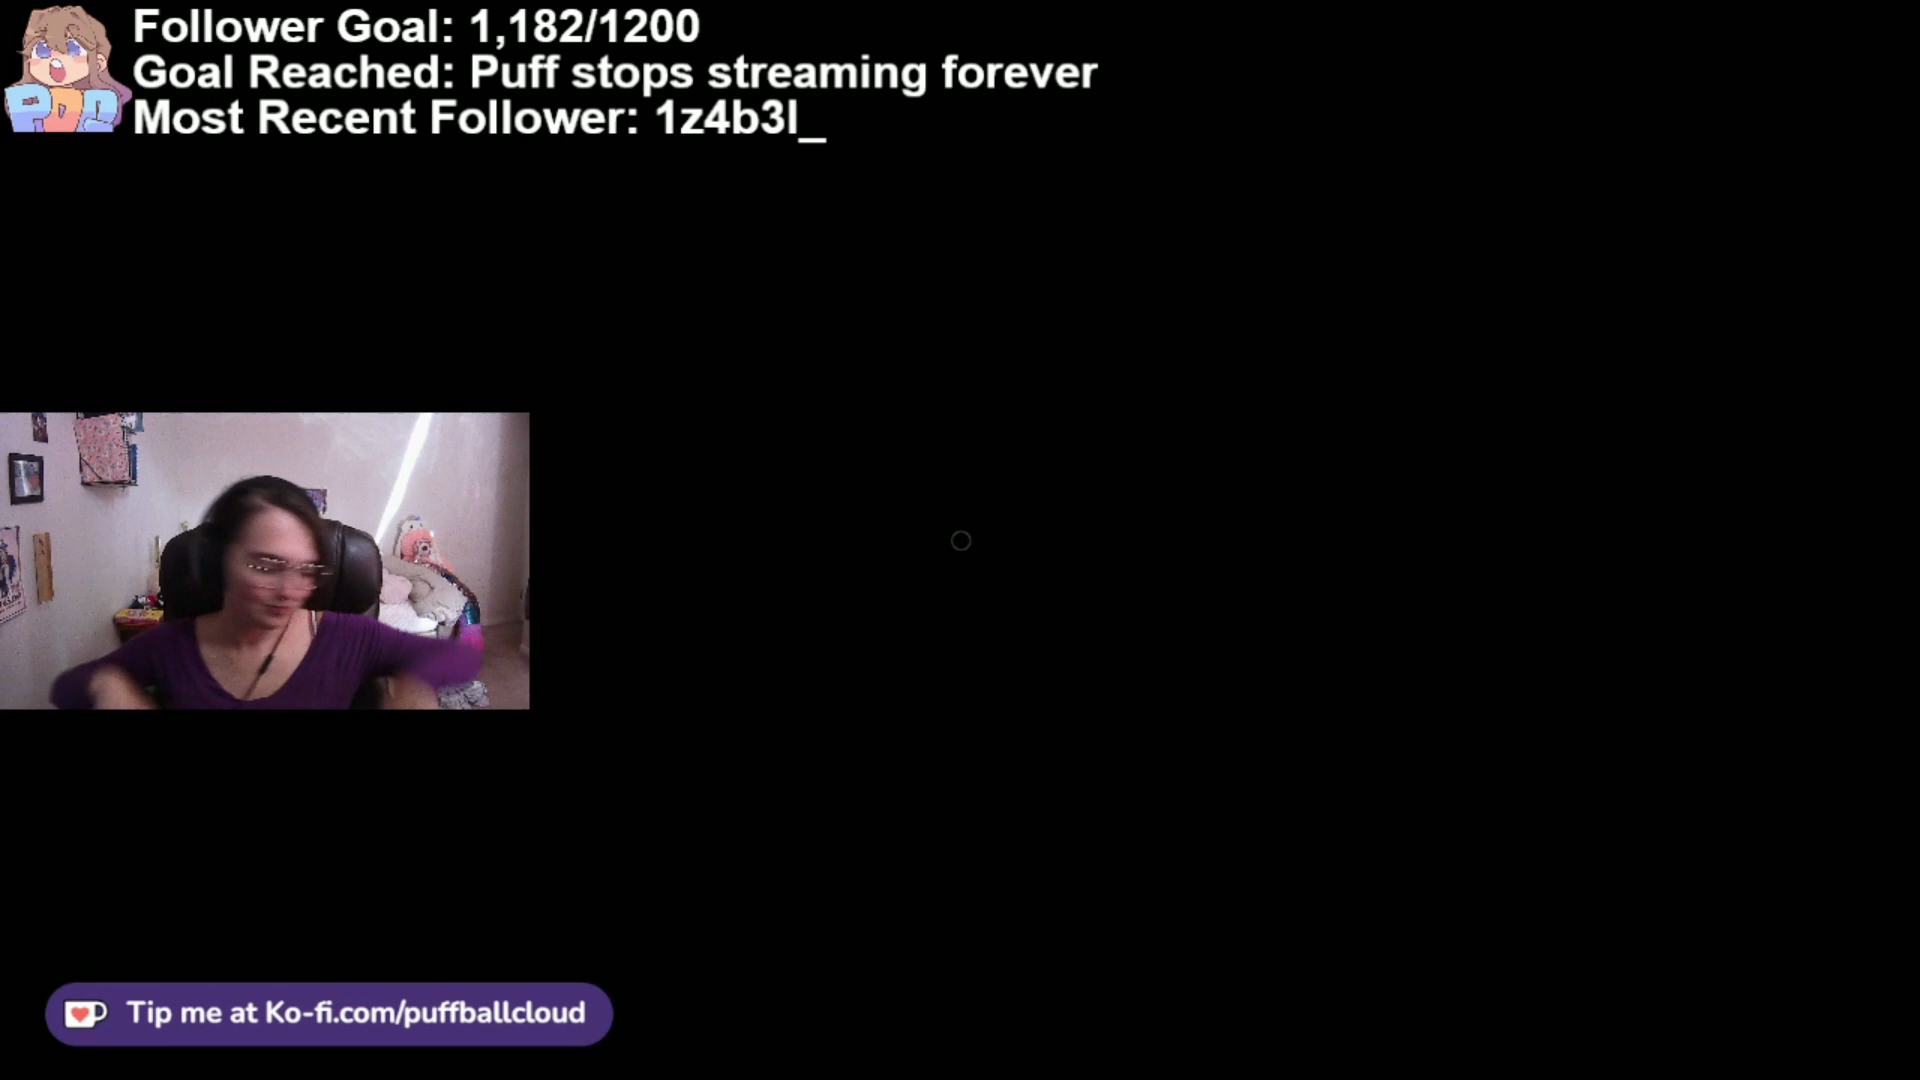 Follower Goal: 1,182/1200
Goal Reached: Puff stops streaming forever
Most Recent Follower: 1z4b3l_
PDC
Tip me at Ko-fi.com/puffballcloud